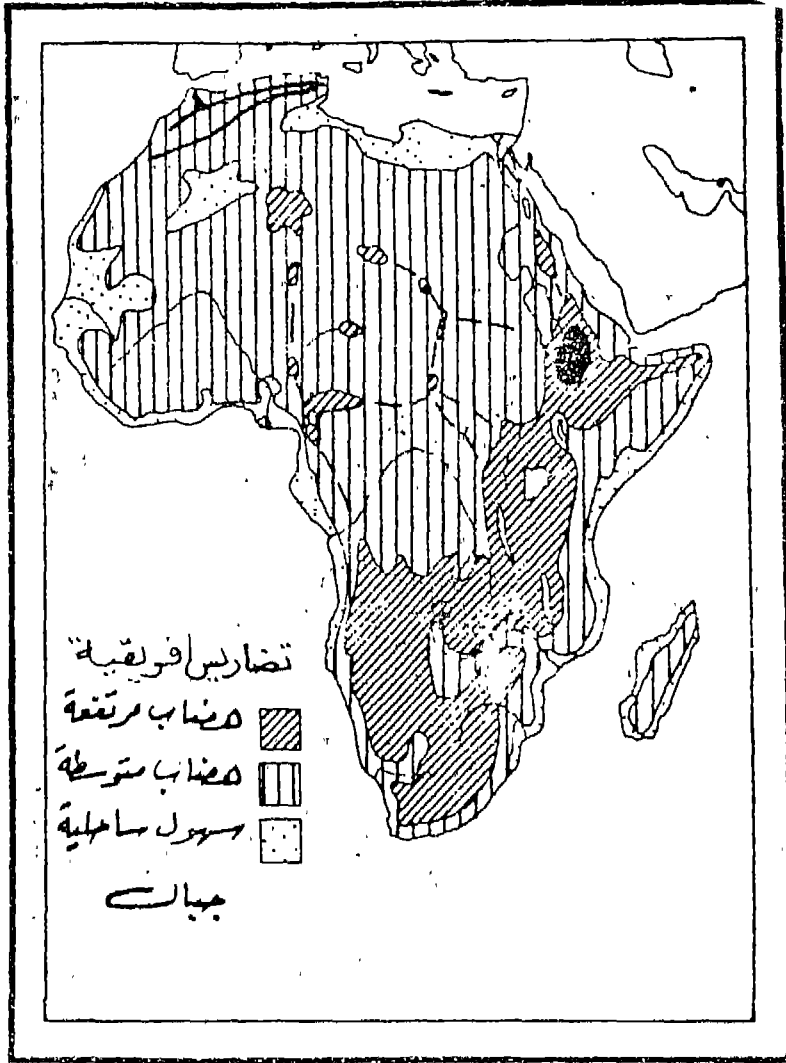 تضاريس افريقية
هضاب مرتفعة
هضاب متوسطة
سهول ساحلية
جبال